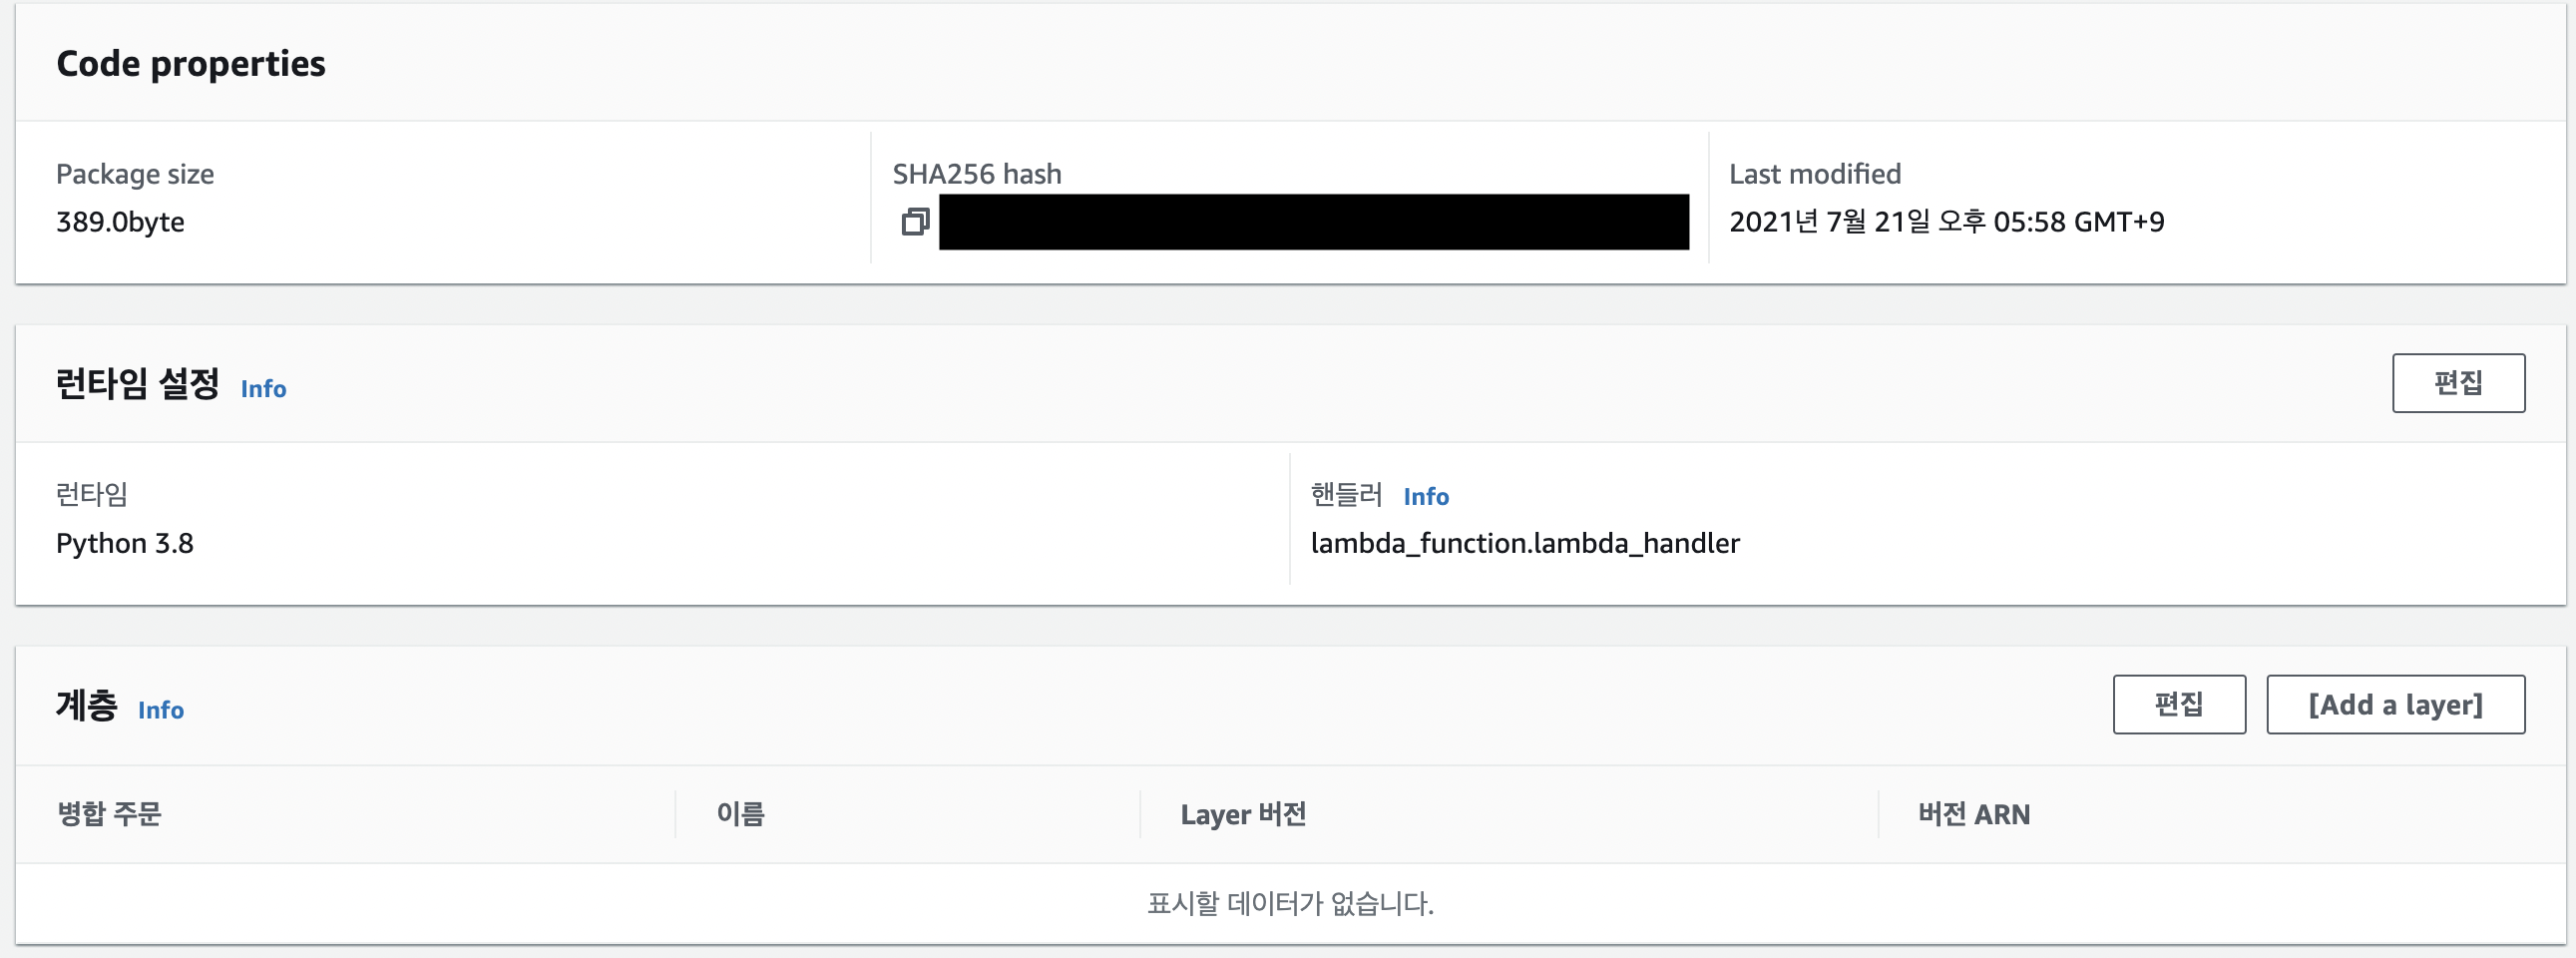 Code properties
Package size
389.0byte
SHA256 hash
Last modified
2021년 7월 21일 오후 05:58 GMT+9
런타임 설정 Info
편집
런타임
Python 3.8
핸들러 Info
lambda_function.lambda_handler
계층 Info
편집
[Add a layer]
병합 주문
이름
Layer 버전
버전 ARN
표시할 데이터가 없습니다.